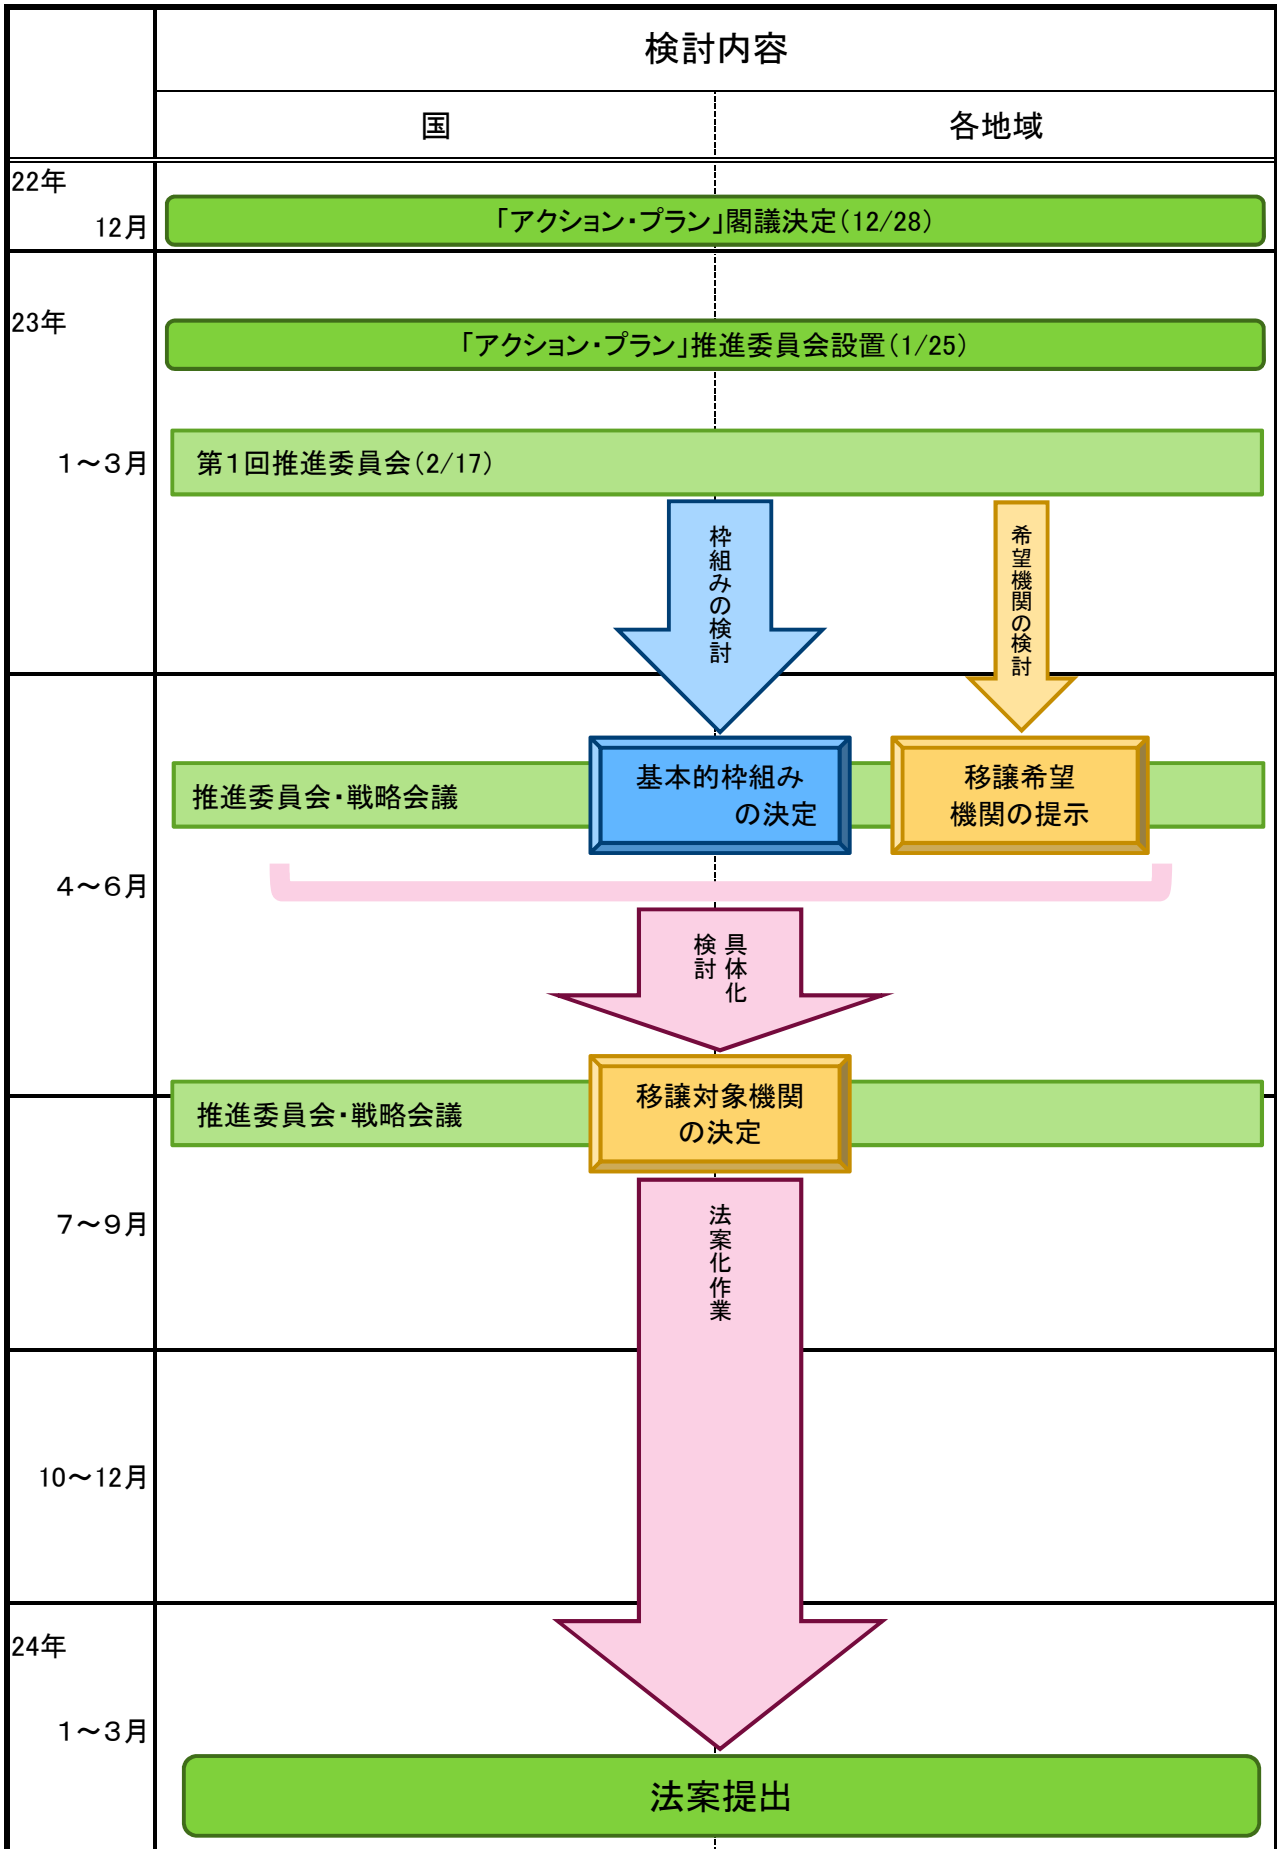 検討内容
国
各地域
22年
12月
「アクション・プラン」閣議決定(12/28)
23年
「アクション・プラン」推進委員会設置(1/25)
1～3月
第1回推進委員会(2/17)
枠組みの検討
希望機関の検討
推進委員会・戦略会議
基本的枠組み
の決定
移譲希望
機関の提示
4～6月
具体化
検討
推進委員会・戦略会議
移譲対象機関
の決定
7～9月
法案化作業
10～12月
24年
1～3月
法案提出